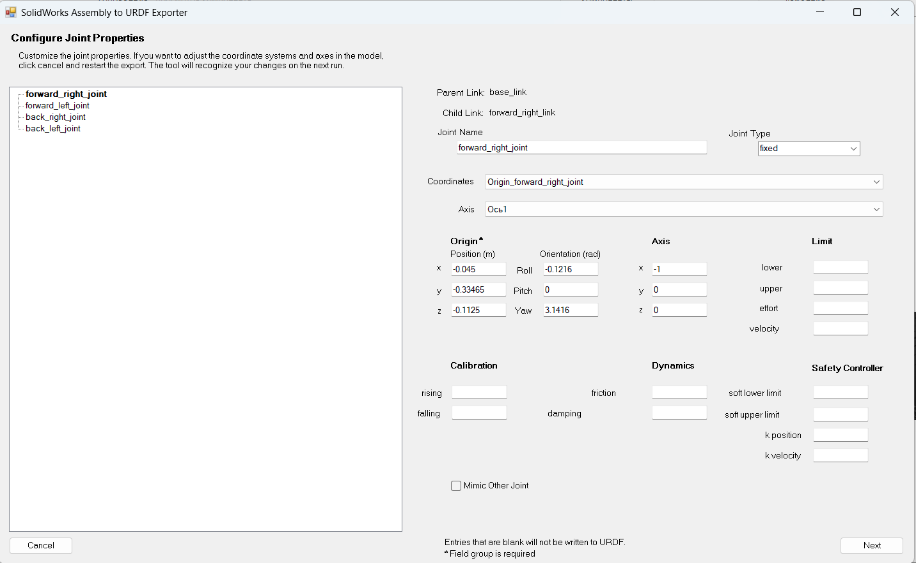 SolidWorks Assembly to URDF Exporter
Configure Joint Properties
Customize the joint properties. If you want to adjust the coordinate systems and axes in the model,
click cancel and restart the export. The tool will recognize your changes on the next run.
forward_right_joint
forward_left_joint
back_right_joint
back_left_joint
Parent Link: base_link
Child Link: forward_right_link
Joint Name
Joint Type
forward_right_joint
fixed
Coordinates Origin_forward_right_joint
Axis Ось1
Origin* Axis Limit
Position (m) Orientation (rad)
x -0.045 Roll -0.1216 x -1 lower
y -0.33465 Pitch 0 y 0 upper
z -0.1125 Yaw 3.1416 z 0 effort
velocity
Calibration Dynamics Safety Controller
rising friction soft lower limit
falling damping soft upper limit
k position
k velocity
Mimic Other Joint
Entries that are blank will not be written to URDF.
*Field group is required
Cancel Next